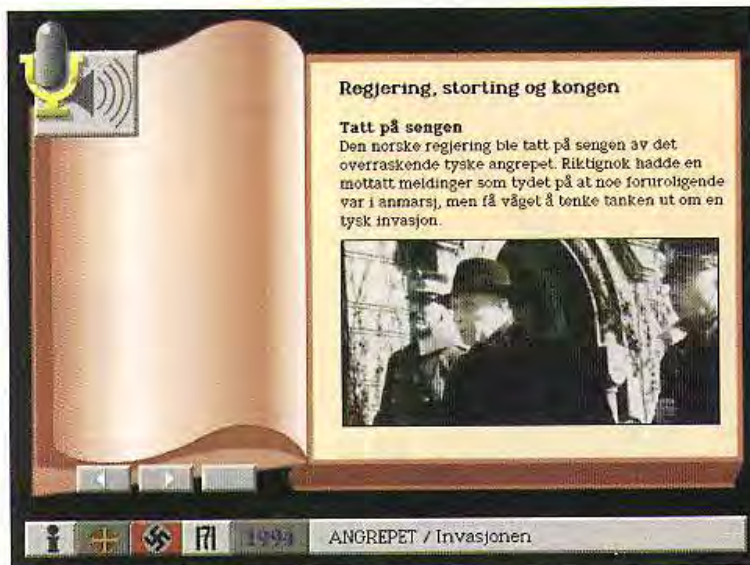 Regjering, storting og kongen
Tatt på sengen
Den norske regjering ble tatt på sengen av det
overraskende tyske angrepet. Riktignok hadde en
mottatt meldinger som tydet på at noe foruroligende
var i anmarsj, men få våget å tenke tanken ut om en
tysk invasjon.
1994 ANGREPET / Invasjonen